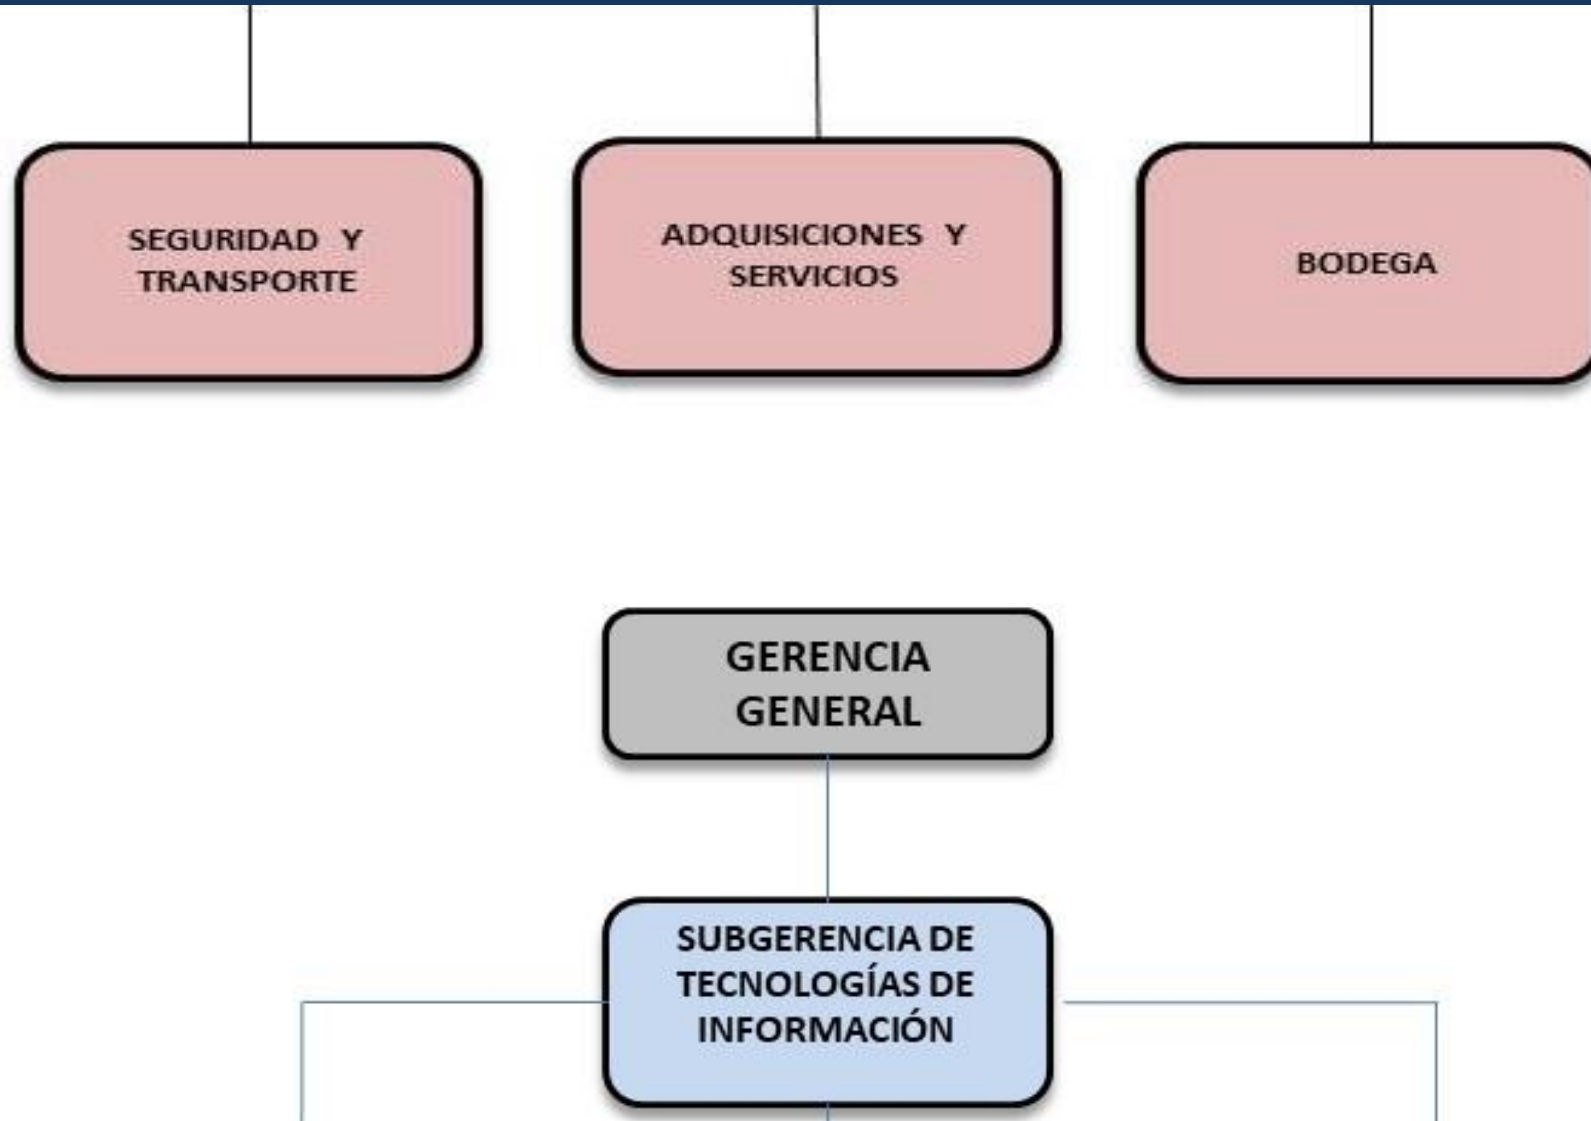 SEGURIDAD Y
TRANSPORTE
ADQUISICIONES Y
SERVICIOS
BODEGA
GERENCIA
GENERAL
SUBGERENCIA DE
TECNOLOGÍAS DE
INFORMACIÓN